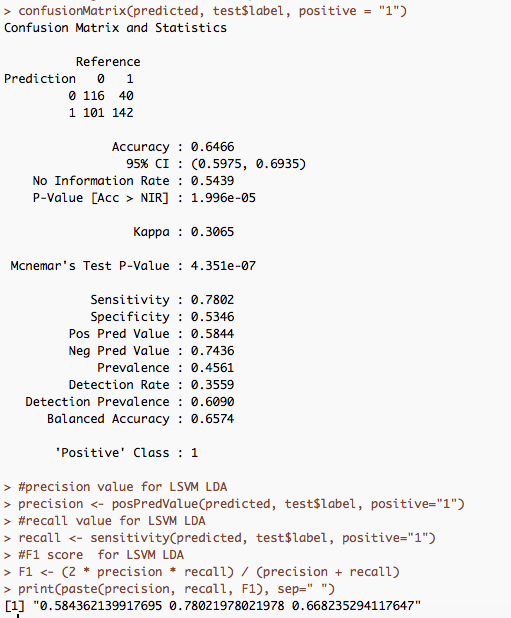 > confusionMatrix(predicted, test$label, positive = "1")
Confusion Matrix and Statistics
Reference
Prediction 0 1
0 116 40
1 101 142
Accuracy : 0.6466
95% CI : (0.5975, 0.6935)
No Information Rate : 0.5439
P-Value [Acc > NIR] : 1.996e-05
Kappa : 0.3065
Mcnemar's Test P-Value : 4.351e-07
Sensitivity : 0.7802
Specificity : 0.5346
Pos Pred Value : 0.5844
Neg Pred Value : 0.7436
Prevalence : 0.4561
Detection Rate : 0.3559
Detection Prevalence : 0.6090
Balanced Accuracy : 0.6574
'Positive' Class : 1
> #precision value for LSVM LDA
> precision <- posPredValue(predicted, test$label, positive="1")
> #recall value for LSVM LDA
> recall <- sensitivity(predicted, test$label, positive="1")
> #F1 score  for LSVM LDA
> F1 <- (2 * precision * recall) / (precision + recall)
> print(paste(precision, recall, F1), sep=" ")
[1] "0.584362139917695 0.78021978021978 0.668235294117647"